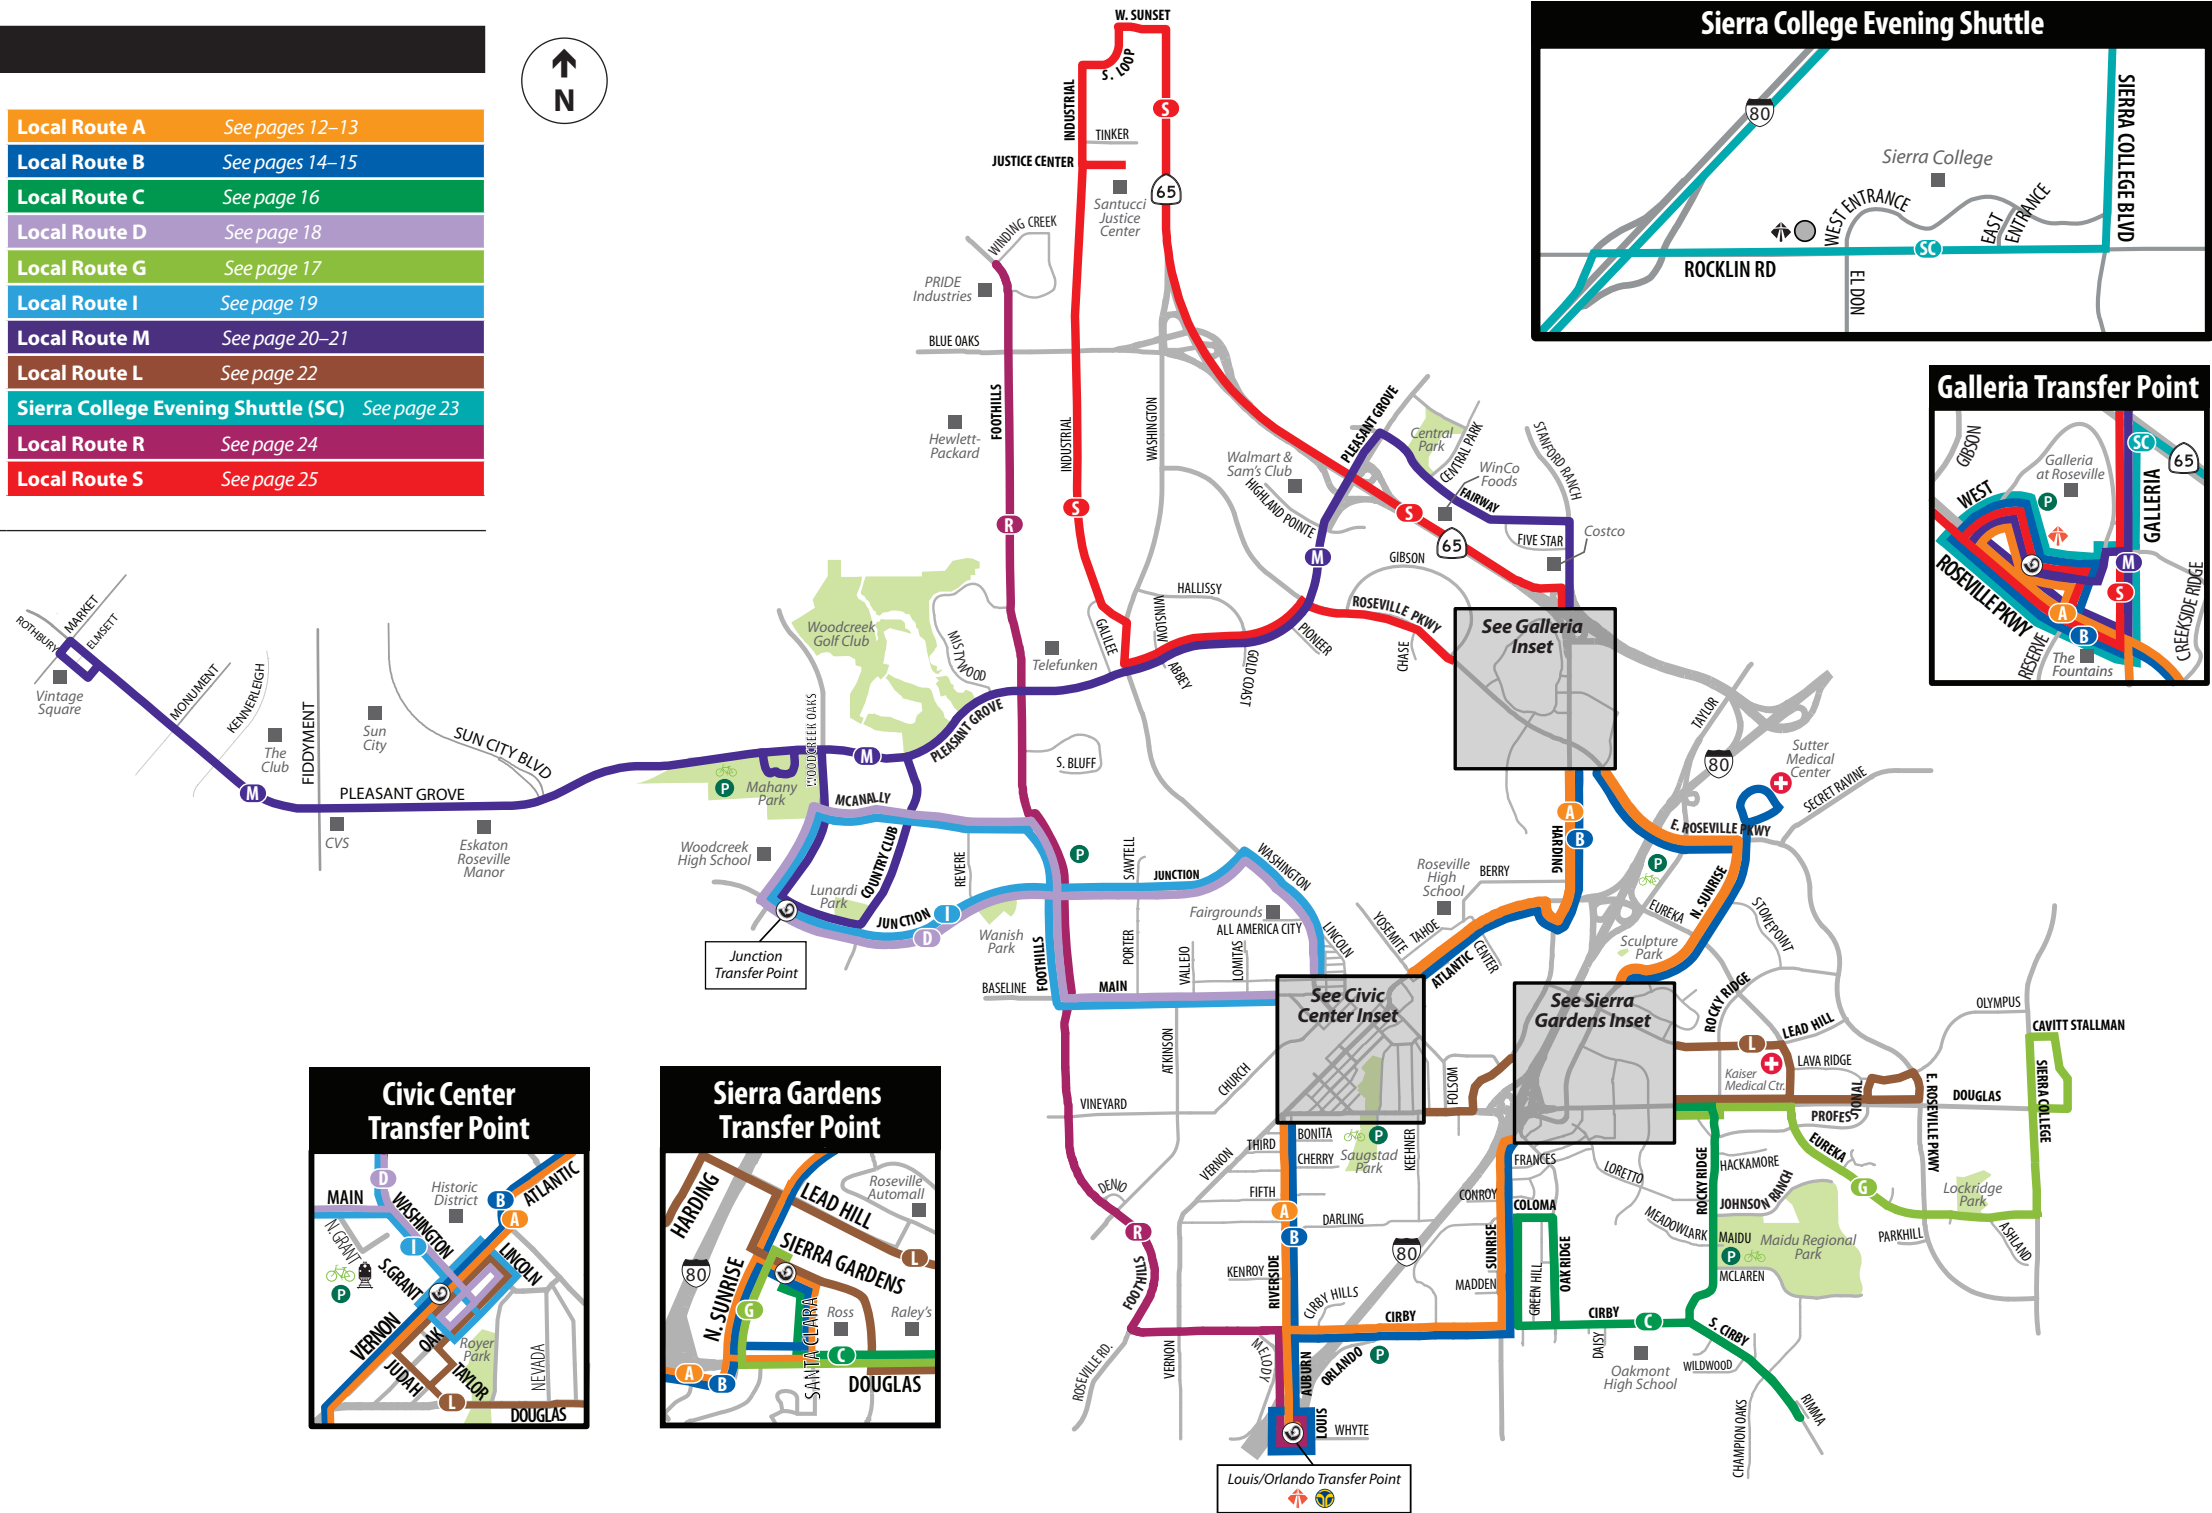 N
Local Route A See pages 12–13
Local Route B See pages 14–15
Local Route C See page 16
Local Route D See page 18
Local Route G See page 17
Local Route I See page 19
Local Route M See page 20–21
Local Route L See page 22
Sierra College Evening Shuttle (SC) See page 23
Local Route R See page 24
Local Route S See page 25
W. SUNSET
S. LOOP
INDUSTRIAL
S
TINKER
JUSTICE CENTER
65
Santucci
Justice
Center
WINDING CREEK
PRIDE
Industries
BLUE OAKS
FOOTHILLS
Hewlett-
Packard
INDUSTRIAL
WASHINGTON
R
S
PLEASANT GROVE
Central
Park
CENTRAL PARK
STANFORD RANCH
Walmart &
Sam's Club
HIGHLAND POINTE
WinCo
Foods
FAIRWAY
S
65
FIVE STAR
Costco
M
GIBSON
HALLISSY
ROSEVILLE PKWY
WINSLOW
GALILEE
ABBEY
GOLD COAST
PIONEER
CHASE
Telefunken
MISTYWOOD
Woodcreek
Golf Club
See Galleria
Inset
ROTHBURY
MARKET
ELMSETT
Vintage
Square
MONUMENT
KENNERLEIGH
The
Club
FIDDYMENT
Sun
City
SUN CITY BLVD
M
PLEASANT GROVE
CVS
Eskaton
Roseville
Manor
P
Mahany
Park
WOODCREEK OAKS
M
PLEASANT GROVE
S. BLUFF
MCANALLY
Woodcreek
High School
COUNTRY CLUB
Lunardi
Park
REVERE
JUNCTION
I
D
Wanish
Park
Junction
Transfer Point
P
SAWTELL
JUNCTION
WASHINGTON
Fairgrounds
ALL AMERICA CITY
LINCOLN
PORTER
VALLEJO
LOMITAS
FOOTHILLS
BASELINE
MAIN
See Civic
Center Inset
TAYLOR
80
Sutter
Medical
Center
SECRET RAVINE
A
B
HARDING
E. ROSEVILLE PKWY
P
Roseville
High
School
BERRY
YOSEMITE
TAHOE
CENTER
ATLANTIC
EUREKA
N. SUNRISE
STONEPOINT
Sculpture
Park
See Sierra
Gardens Inset
ROCKY RIDGE
OLYMPUS
CAVITT STALLMAN
L
LEAD HILL
LAVA RIDGE
Kaiser
Medical Ctr.
PROFESSIONAL
E. ROSEVILLE PKWY
DOUGLAS
SIERRA COLLEGE
EUREKA
G
Lockridge
Park
ASHLAND
PARKHILL
ATKINSON
CHURCH
VINEYARD
FOLSOM
THIRD
BONITA
CHERRY
P
Saugstad
Park
KEEHNER
VERNON
DENIO
FIFTH
A
DARLING
B
R
FOOTHILLS
KENROY
RIVERSIDE
CIRBY HILLS
80
FRANCES
CONROY
COLOMA
SUNRISE
MADDEN
GREEN HILL
OAK RIDGE
LORETTO
HACKAMORE
ROCKY RIDGE
JOHNSON RANCH
MEADOWLARK
MAIDU
P
Maidu Regional
Park
MCLAREN
CIRBY
CIRBY
C
S. CIRBY
DAISY
Oakmont
High School
WILDWOOD
CHAMPION OAKS
RIMMA
ROSEVILLE RD.
VERNON
MELODY
AUBURN
ORLANDO
P
LOUIS
WHYTE
Louis/Orlando Transfer Point
Sierra College Evening Shuttle
80
Sierra College
WEST ENTRANCE
EAST
ENTRANCE
SIERRA COLLEGE BLVD
SC
ROCKLIN RD
EL DON
Galleria Transfer Point
GIBSON
SC
65
Galleria
at Roseville
WEST
P
GALLERIA
M
S
A
B
ROSEVILLE PKWY
RESERVE
The
Fountains
CREEKSIDE RIDGE
Civic Center
Transfer Point
D
MAIN
Historic
District
B
A
ATLANTIC
WASHINGTON
N. GRANT
I
S. GRANT
LINCOLN
P
VERNON
OAK
Royer
Park
JUDAH
TAYLOR
NEVADA
L
DOUGLAS
Sierra Gardens
Transfer Point
HARDING
LEAD HILL
Roseville
Automall
L
80
SIERRA GARDENS
N. SUNRISE
G
SANTA CLARA
Ross
Raley's
C
A
B
DOUGLAS